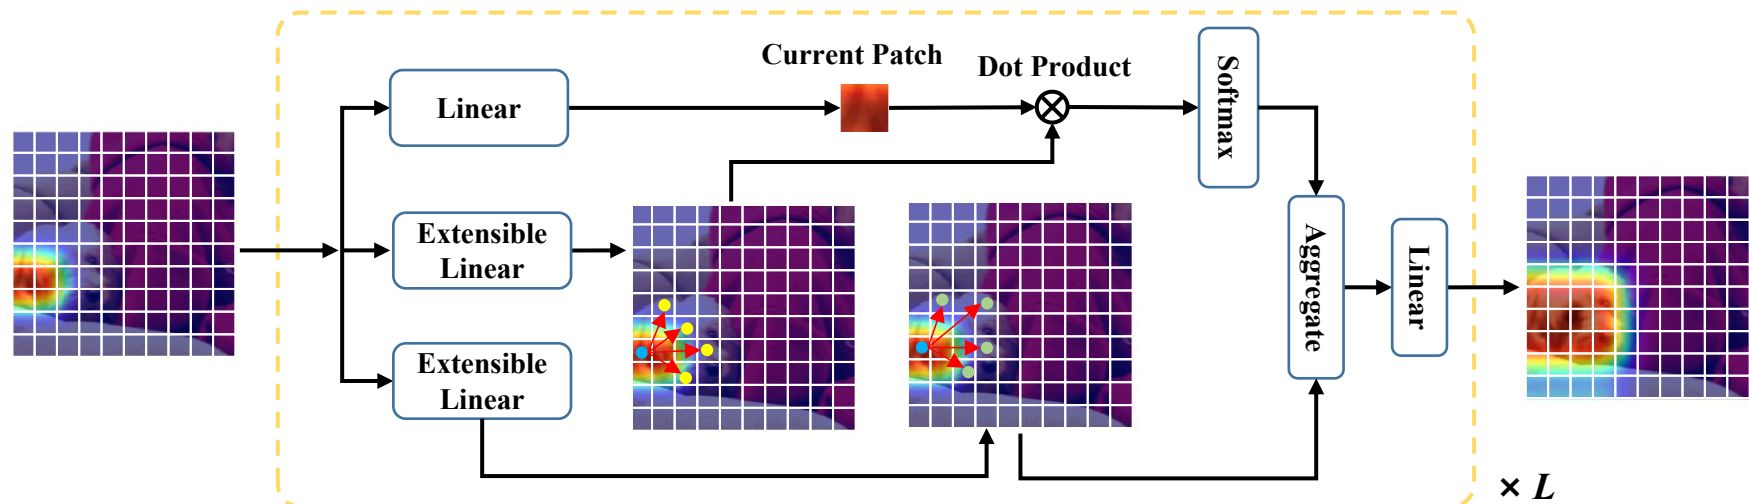 Current Patch
Dot Product
Softmax
Linear
Extensible
Linear
Extensible
Linear
Aggregate
Linear
× L